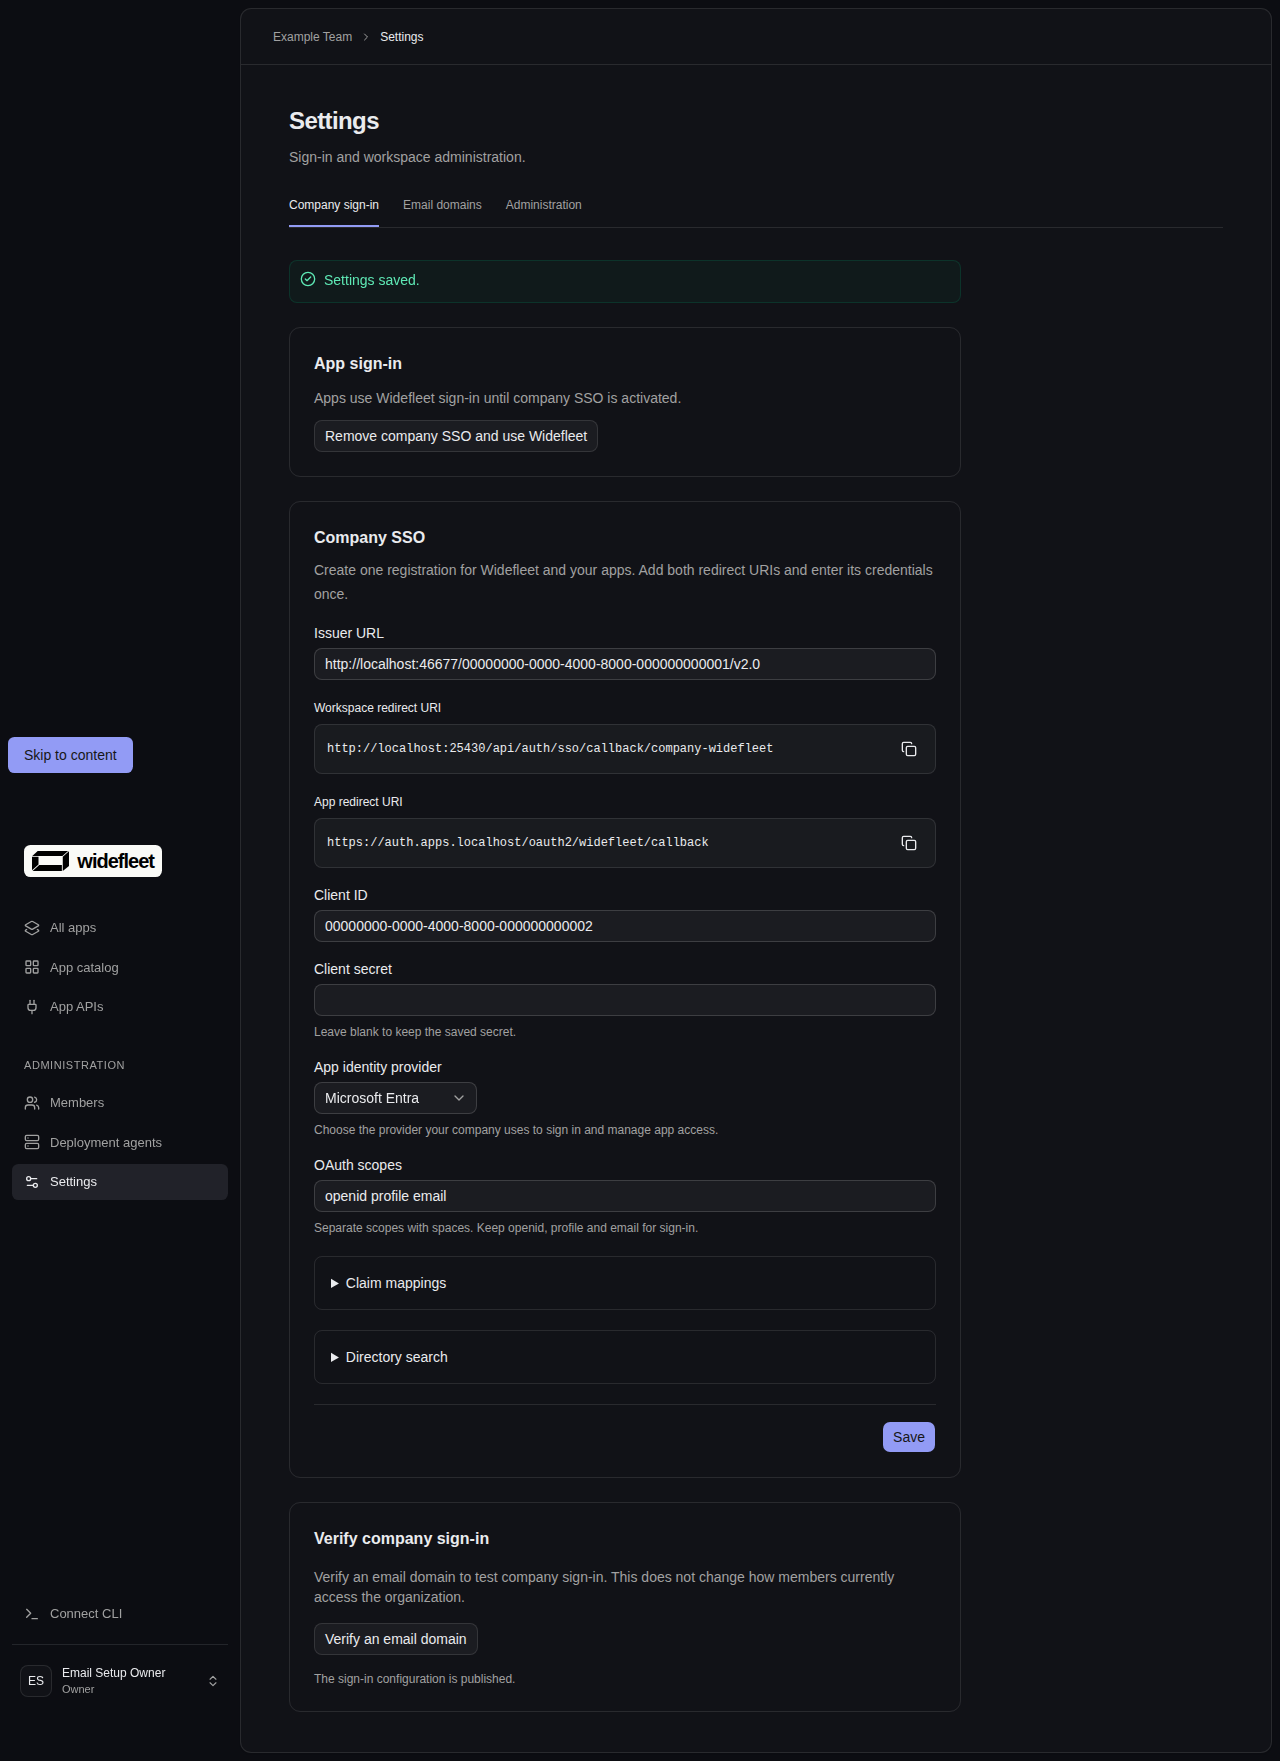 Example Team
Settings
Settings
Sign-in and workspace administration.
Company sign-in
Email domains
Administration
Settings saved.
App sign-in
Apps use Widefleet sign-in until company SSO is activated.
Remove company SSO and use Widefleet
Company SSO
Create one registration for Widefleet and your apps. Add both redirect URIs and enter its credentials
once.
Issuer URL
http://localhost:46677/00000000-0000-4000-8000-000000000001/v2.0
Workspace redirect URI
http://localhost:25430/api/auth/sso/callback/company-widefleet
App redirect URI
https://auth.apps.localhost/oauth2/widefleet/callback
Client ID
00000000-0000-4000-8000-000000000002
Client secret
Leave blank to keep the saved secret.
App identity provider
Microsoft Entra
Choose the provider your company uses to sign in and manage app access.
OAuth scopes
openid profile email
Separate scopes with spaces. Keep openid, profile and email for sign-in.
Claim mappings
Directory search
Save
Verify company sign-in
Verify an email domain to test company sign-in. This does not change how members currently
access the organization.
Verify an email domain
The sign-in configuration is published.
Skip to content
widefleet
All apps
App catalog
App APIs
ADMINISTRATION
Members
Deployment agents
Settings
Connect CLI
ES
Email Setup Owner
Owner